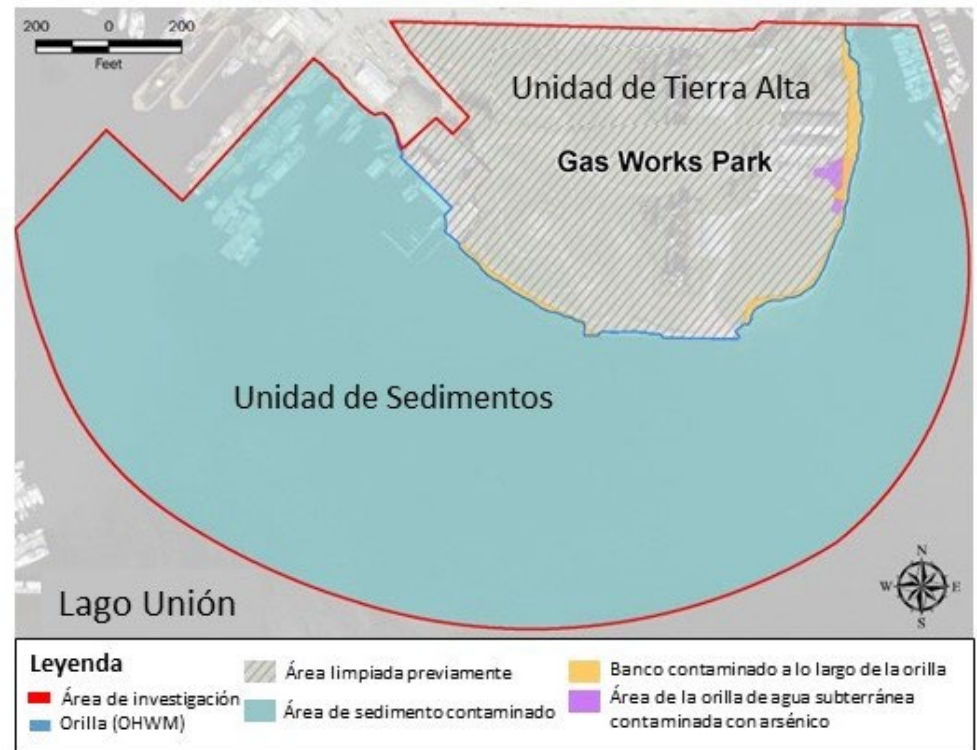 200 0 200
Feet
Unidad de Tierra Alta
Gas Works Park
Unidad de Sedimentos
Lago Unión
N
W E
S
Leyenda
Área de investigación
Orilla (OHWM)
Área limpiada previamente
Área de sedimento contaminado
Banco contaminado a lo largo de la orilla
Área de la orilla de agua subterránea
contaminada con arsénico